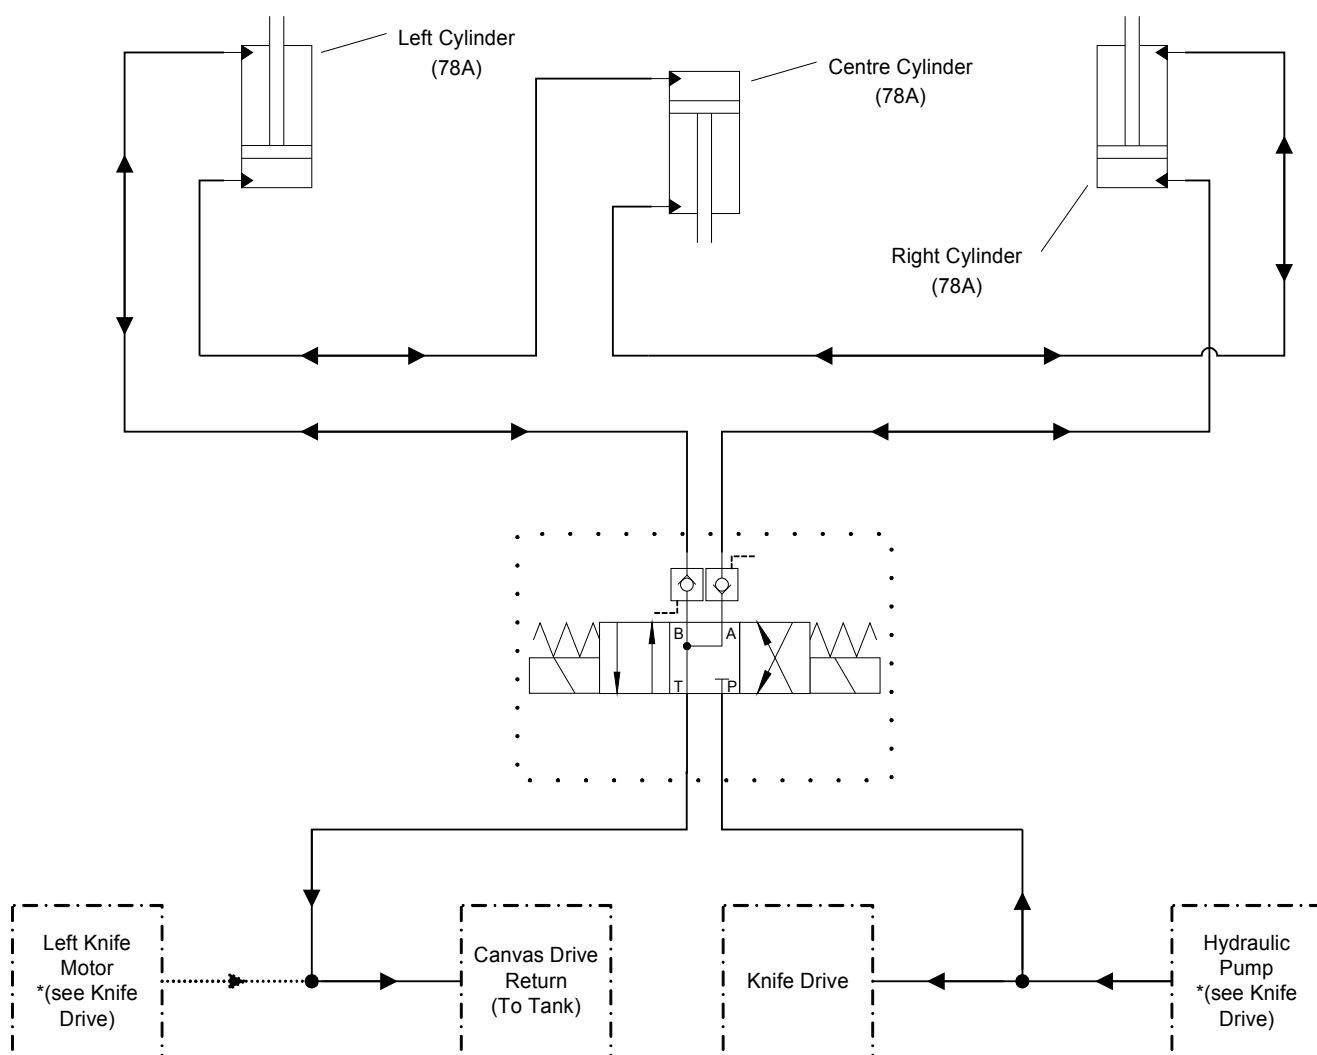 Left Cylinder
(78A)
Centre Cylinder
(78A)
Right Cylinder
(78A)
B
A
T
P
Left Knife
Motor
*(see Knife
Drive)
Canvas Drive
Return
(To Tank)
Knife Drive
Hydraulic
Pump
*(see Knife
Drive)